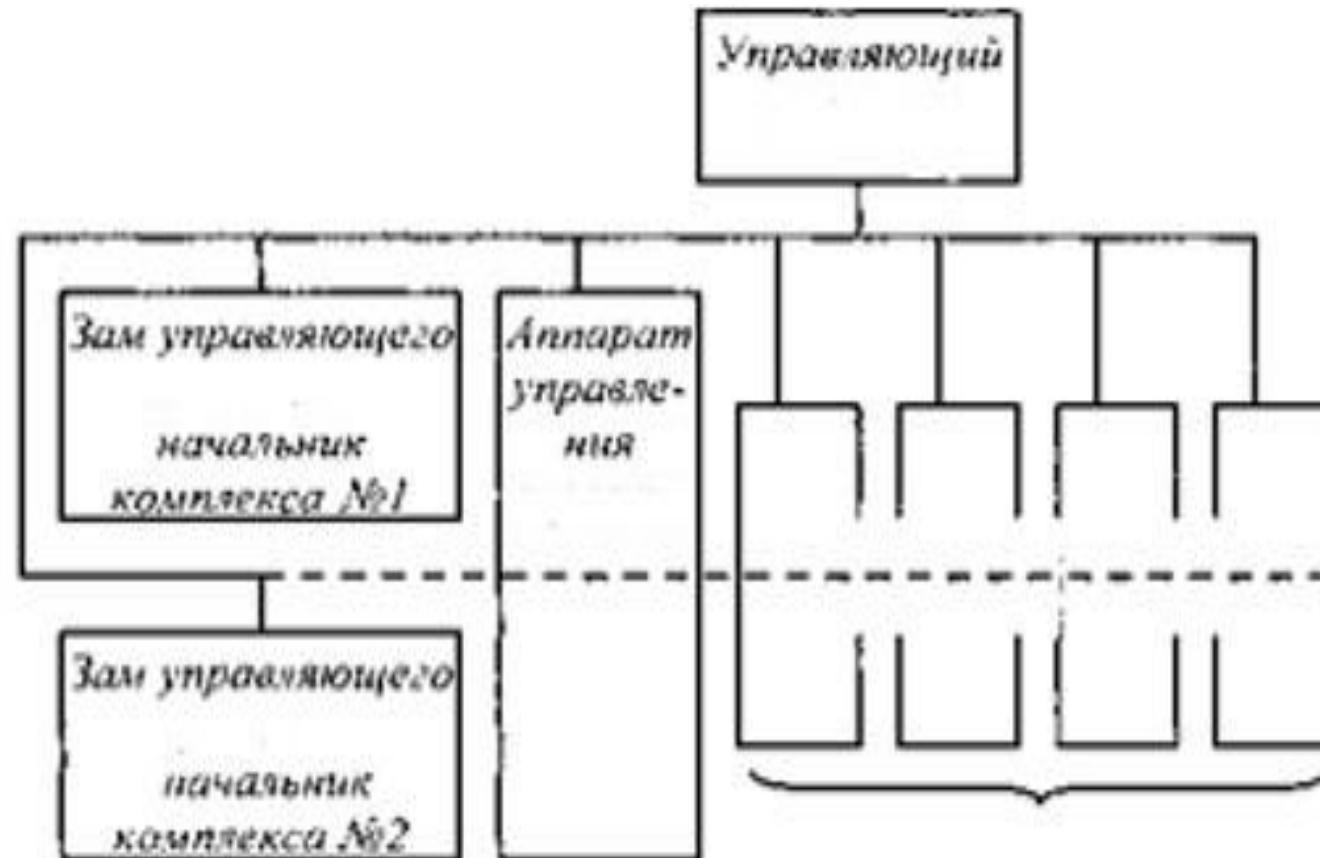 Управляющий
Зам управляющего
начальник
комплекса №1
Аппарат
управле-
ния
Зам управляющего
начальник
комплекса №2